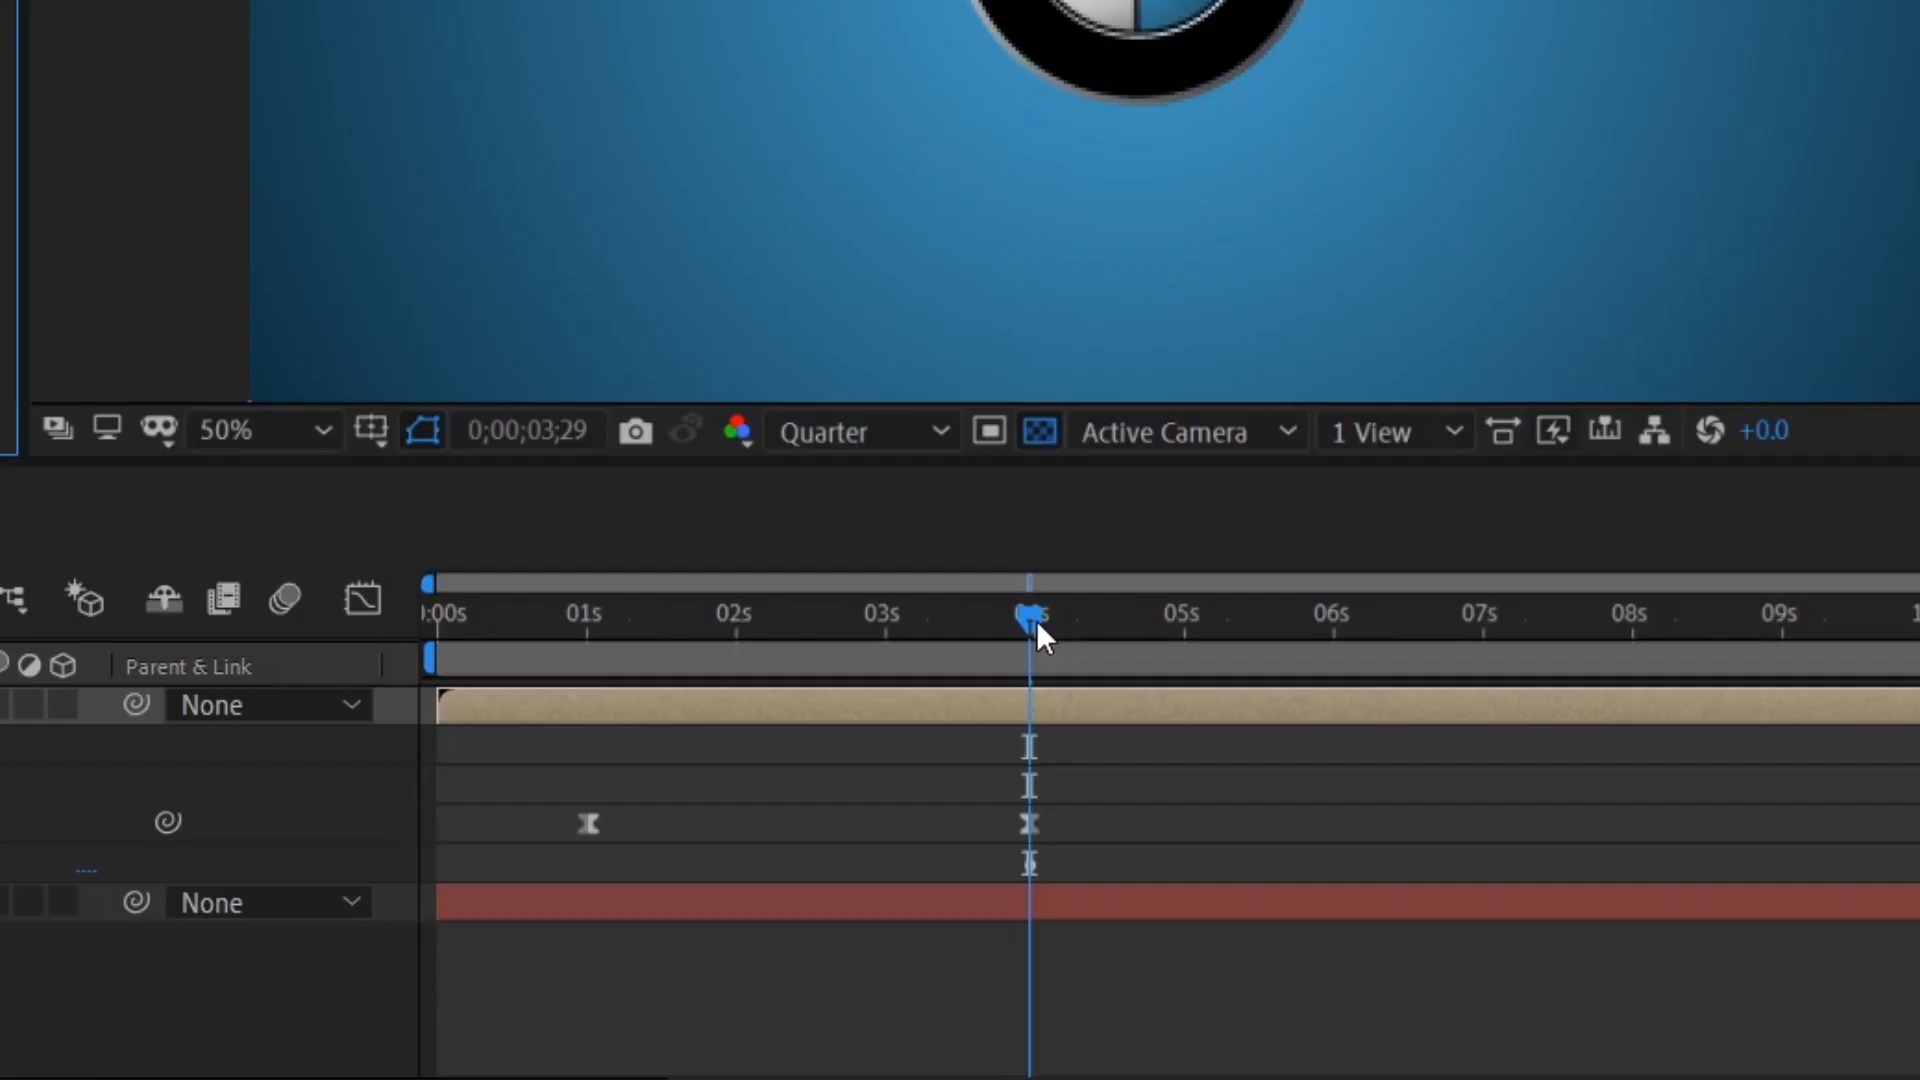 50%
0;00;03;29
Quarter
Active Camera
1 View
+0.0
:00s
01s
02s
03s
05s
06s
07s
08s
09s
Parent & Link
None
None